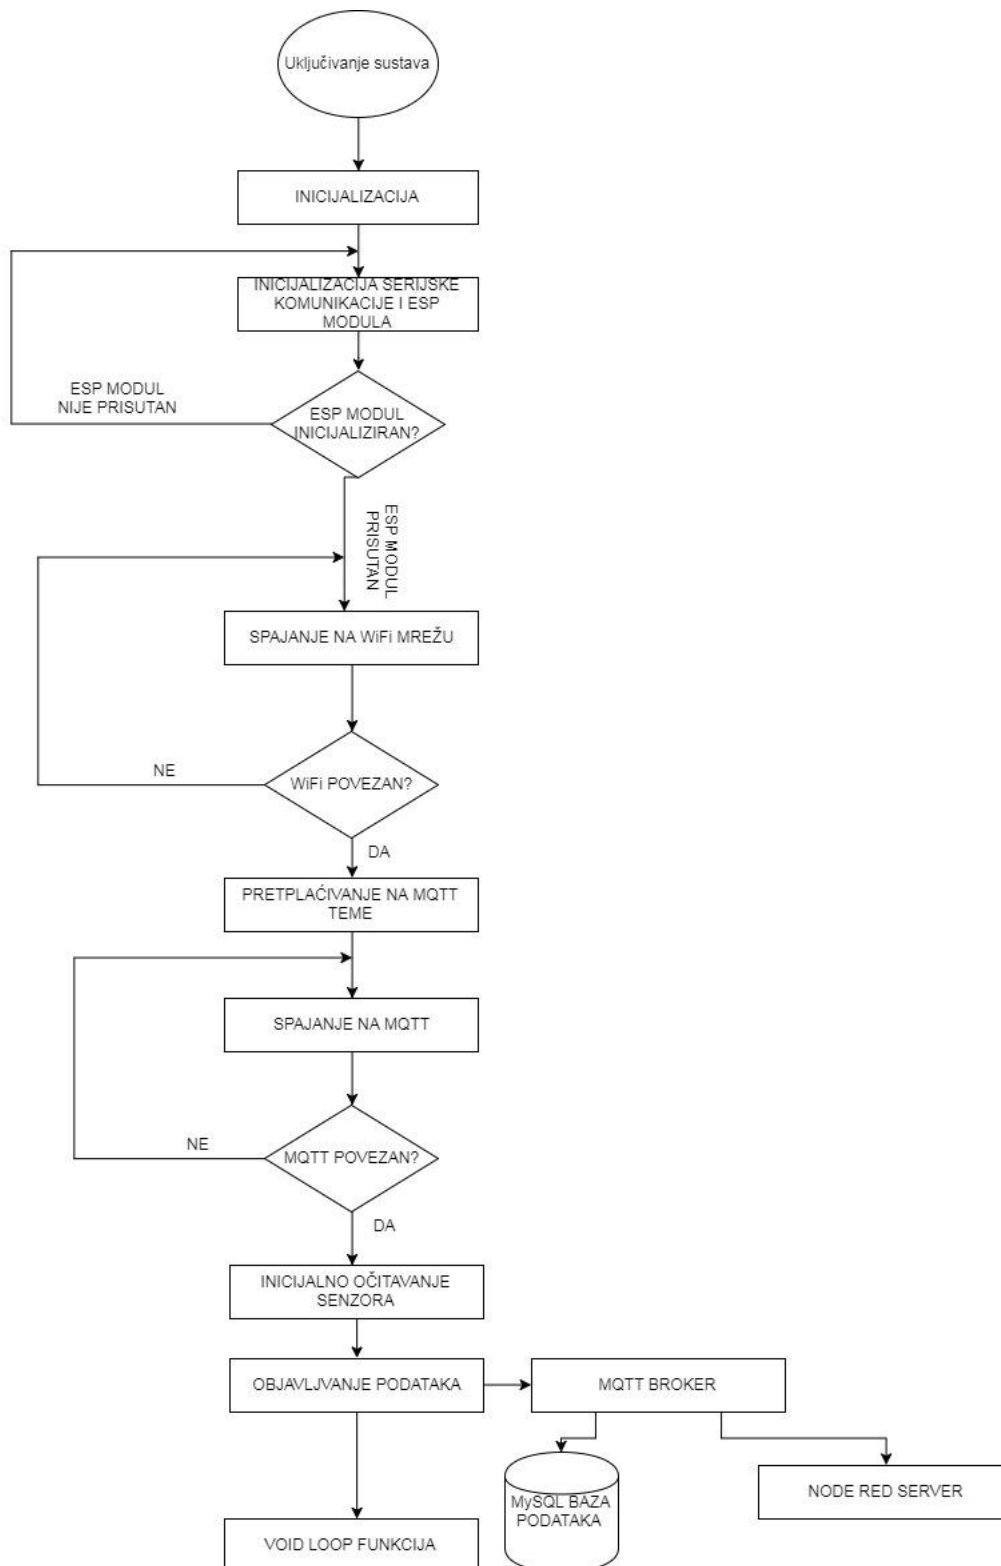 Uključivanje sustava
INICIJALIZACIJA
INICIJALIZACIJA SERIJSKE
KOMUNIKACIJE I ESP
MODULA
ESP MODUL
NIJE PRISUTAN
ESP MODUL
INICIJALIZIRAN?
ESP MODUL
PRISUTAN
SPAJANJE NA WiFi MREŽU
NE
WiFi POVEZAN?
DA
PRETPLAĆIVANJE NA MQTT
TEME
SPAJANJE NA MQTT
NE
MQTT POVEZAN?
DA
INICIJALNO OČITAVANJE
SENZORA
OBJAVLJVANJE PODATAKA
MQTT BROKER
MySQL BAZA
PODATAKA
NODE RED SERVER
VOID LOOP FUNKCIJA